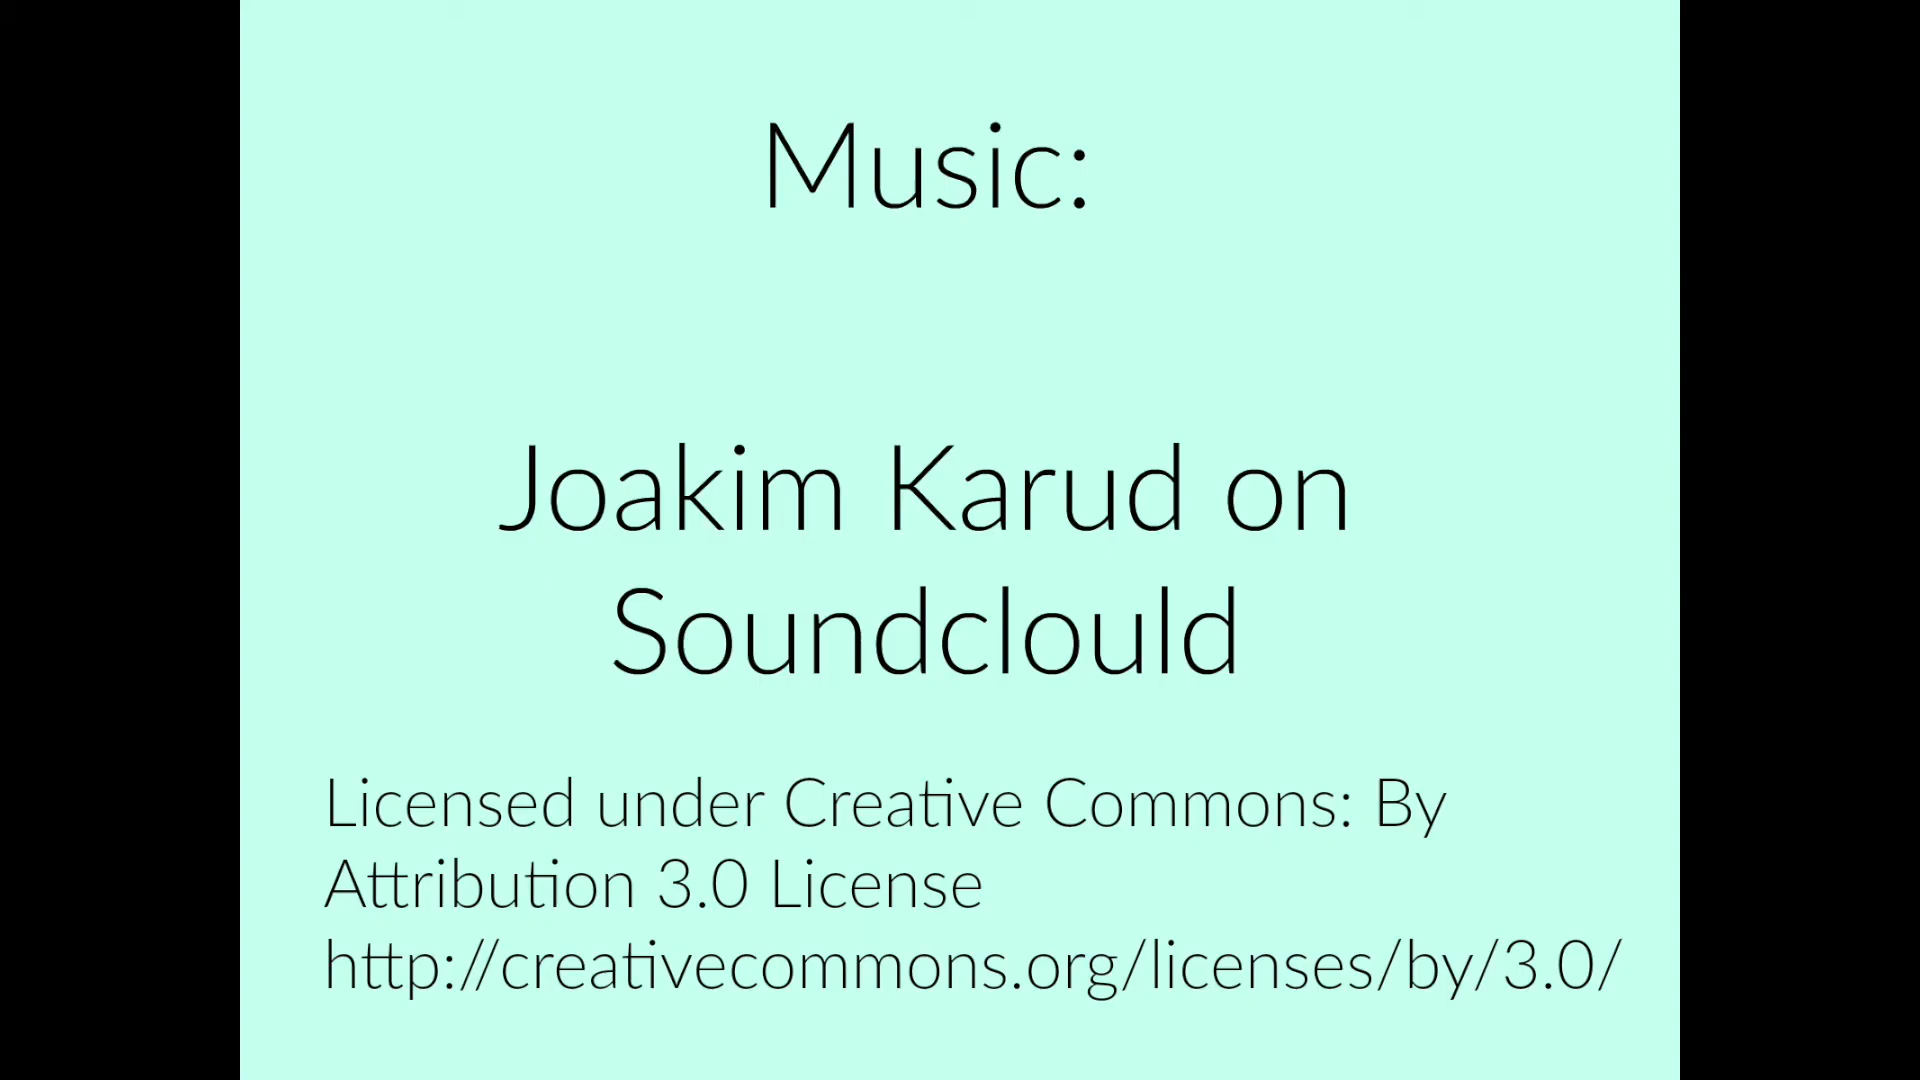 Music:
Joakim Karud on
Soundclould
Licensed under Creative Commons: By
Attribution 3.0 License
http://creativecommons.org/licenses/by/3.0/